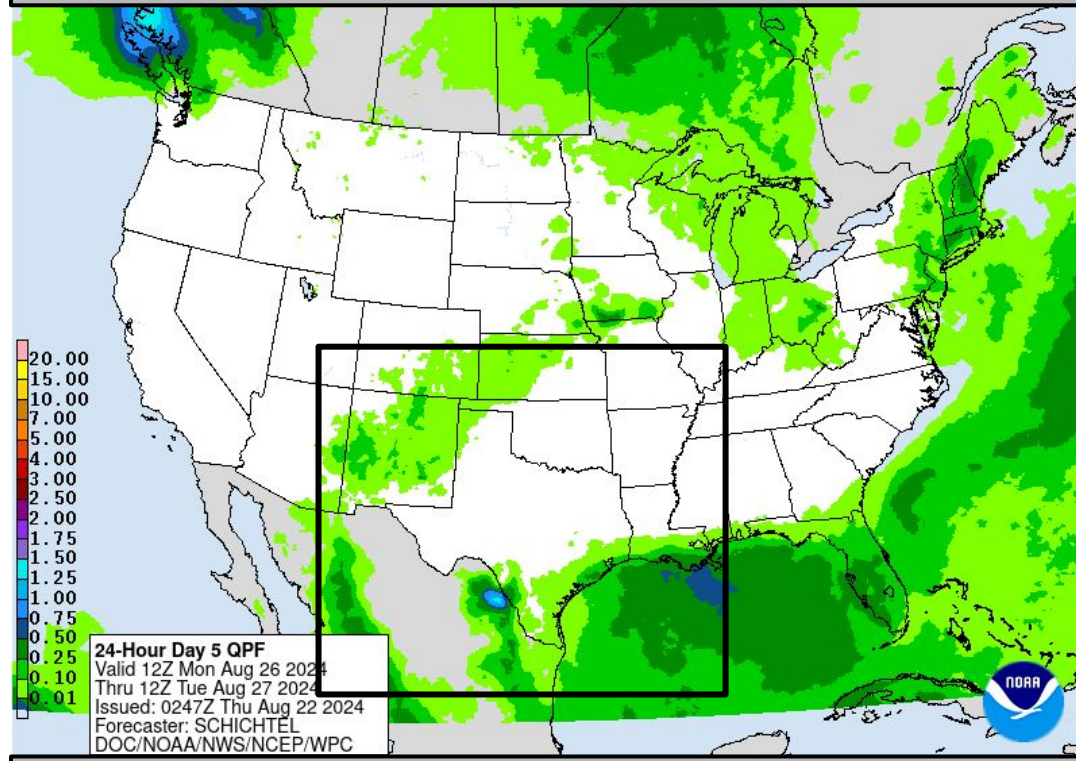 20.00
15.00
10.00
7.00
5.00
4.00
3.00
2.50
2.00
1.75
1.50
1.25
1.00
0.75
0.50
0.25
0.10
0.01
24-Hour Day 5 QPF
Valid 12Z Mon Aug 26 2024
Thru 12Z Tue Aug 27 2024
Issued: 0247Z Thu Aug 22 2024
Forecaster: SCHICHTEL
DOC/NOAA/NWS/NCEP/WPC
NOAA